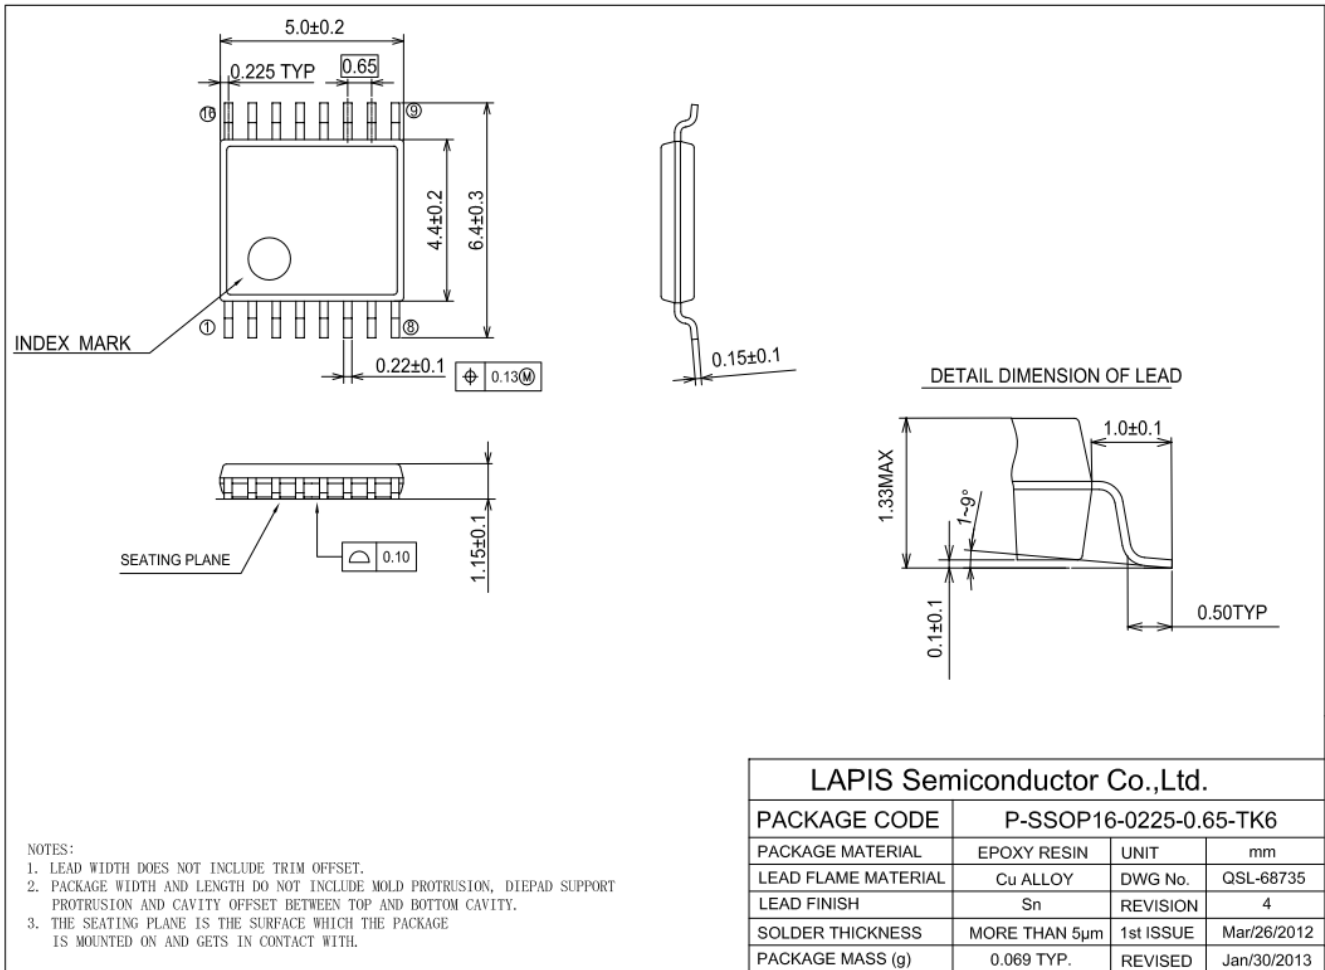 5.0±0.2
0.225 TYP
0.65
16
9
4.4±0.2
6.4±0.3
1
8
INDEX MARK
0.22±0.1
⌖ 0.13Ⓜ
0.15±0.1
SEATING PLANE
⌓ 0.10
1.15±0.1
DETAIL DIMENSION OF LEAD
1.0±0.1
1.33MAX
1~9°
0.1±0.1
0.50TYP
NOTES:
1. LEAD WIDTH DOES NOT INCLUDE TRIM OFFSET.
2. PACKAGE WIDTH AND LENGTH DO NOT INCLUDE MOLD PROTRUSION, DIEPAD SUPPORT
PROTRUSION AND CAVITY OFFSET BETWEEN TOP AND BOTTOM CAVITY.
3. THE SEATING PLANE IS THE SURFACE WHICH THE PACKAGE
IS MOUNTED ON AND GETS IN CONTACT WITH.
LAPIS Semiconductor Co.,Ltd.
PACKAGE CODE P-SSOP16-0225-0.65-TK6
PACKAGE MATERIAL EPOXY RESIN UNIT mm
LEAD FLAME MATERIAL Cu ALLOY DWG No. QSL-68735
LEAD FINISH Sn REVISION 4
SOLDER THICKNESS MORE THAN 5μm 1st ISSUE Mar/26/2012
PACKAGE MASS (g) 0.069 TYP. REVISED Jan/30/2013